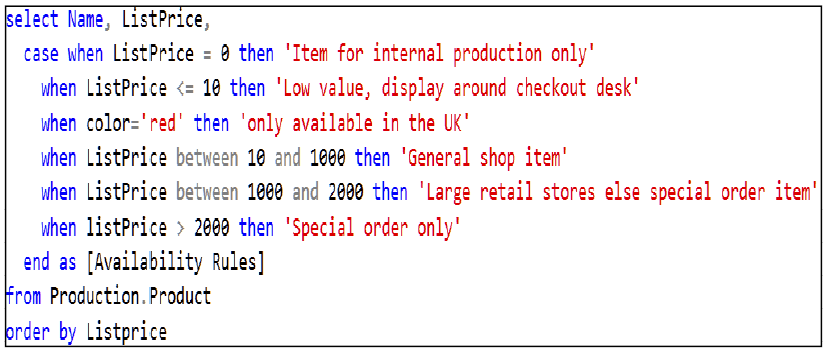 select Name, ListPrice,
case when ListPrice = 0 then 'Item for internal production only'
when ListPrice <= 10 then 'Low value, display around checkout desk'
when color='red' then 'only available in the UK'
when ListPrice between 10 and 1000 then 'General shop item'
when ListPrice between 1000 and 2000 then 'Large retail stores else special order item'
when listPrice > 2000 then 'Special order only'
end as [Availability Rules]
from Production.Product
order by Listprice